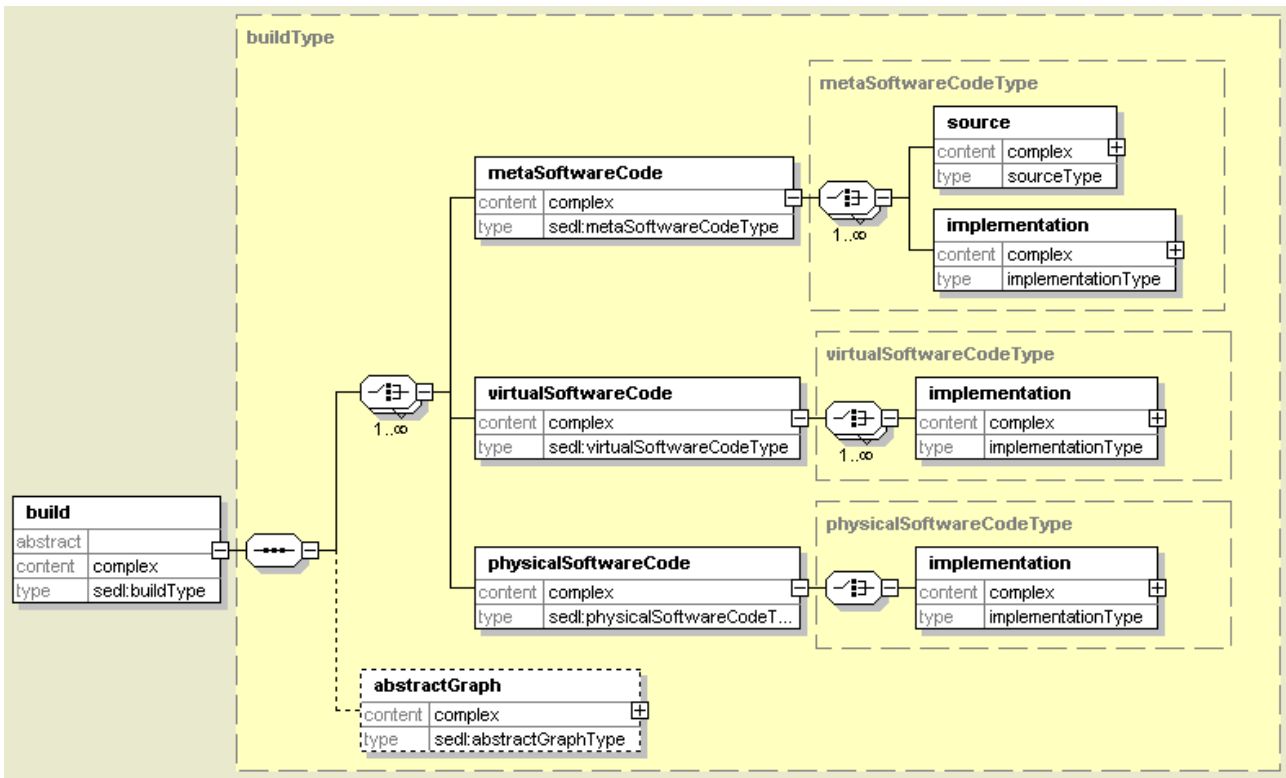 buildType
metaSoftwareCodeType
source
content complex
type sourceType
metaSoftwareCode
content complex
type sedl:metaSoftwareCodeType
1..∞
implementation
content complex
type implementationType
virtualSoftwareCodeType
virtualSoftwareCode
content complex
type sedl:virtualSoftwareCodeType
1..∞
implementation
content complex
type implementationType
1..∞
build
abstract
content complex
type sedl:buildType
physicalSoftwareCodeType
physicalSoftwareCode
content complex
type sedl:physicalSoftwareCodeT...
implementation
content complex
type implementationType
abstractGraph
content complex
type sedl:abstractGraphType